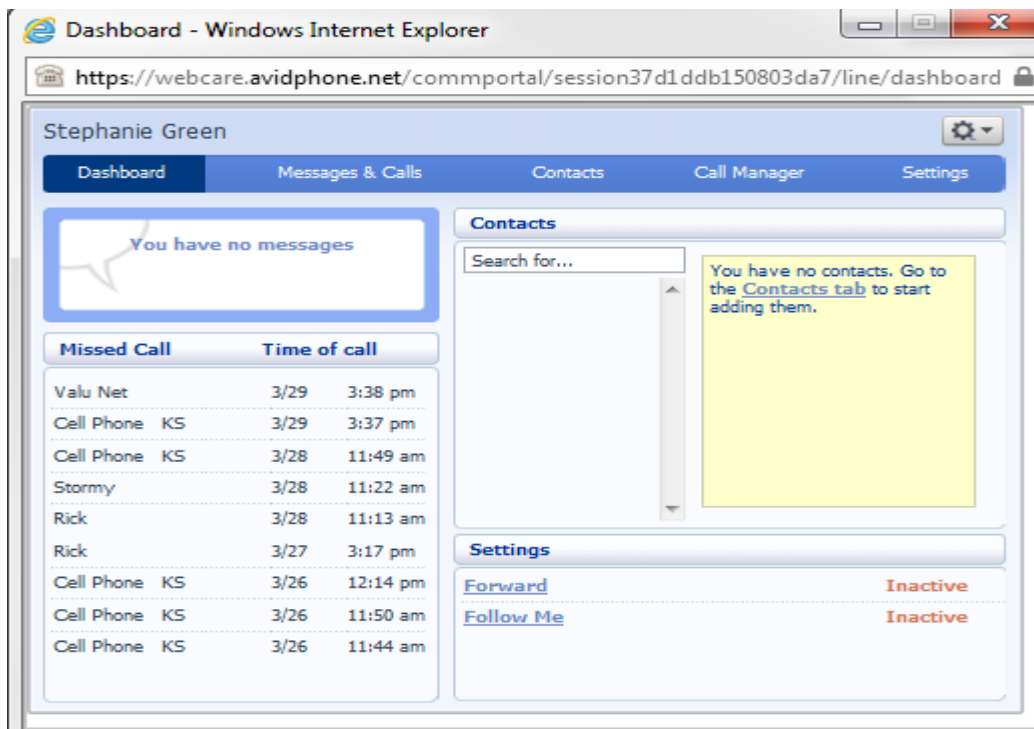 Dashboard - Windows Internet Explorer
https://webcare.avidphone.net/commportal/session37d1ddb150803da7/line/dashboard
Stephanie Green
Dashboard Messages & Calls Contacts Call Manager Settings
You have no messages
Missed Call Time of call
Valu Net 3/29 3:38 pm
Cell Phone KS 3/29 3:37 pm
Cell Phone KS 3/28 11:49 am
Stormy 3/28 11:22 am
Rick 3/28 11:13 am
Rick 3/27 3:17 pm
Cell Phone KS 3/26 12:14 pm
Cell Phone KS 3/26 11:50 am
Cell Phone KS 3/26 11:44 am
Contacts
Search for...
You have no contacts. Go to
the Contacts tab to start
adding them.
Settings
Forward Inactive
Follow Me Inactive